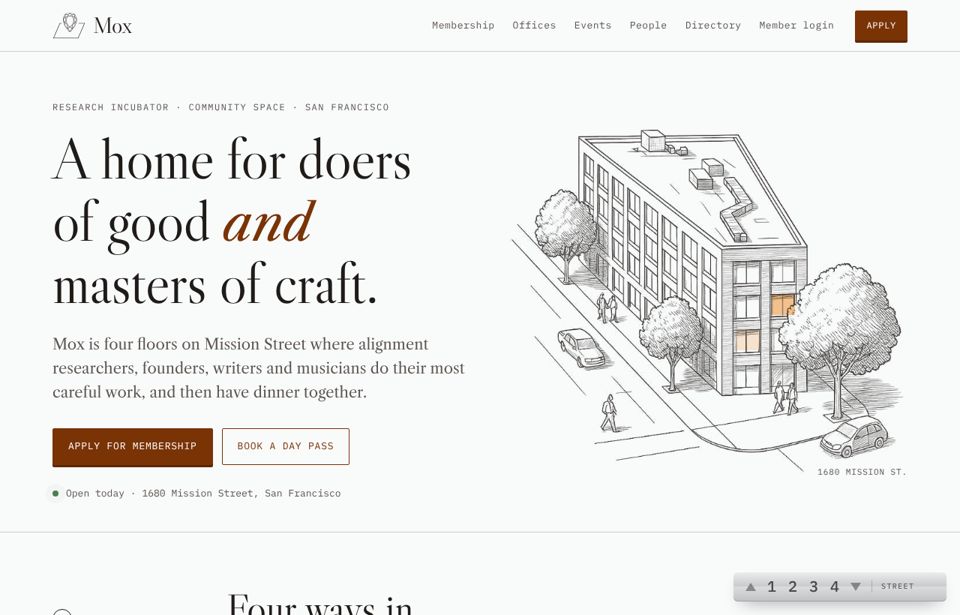 Mox
Membership Offices Events People Directory Member login APPLY
RESEARCH INCUBATOR · COMMUNITY SPACE · SAN FRANCISCO
A home for doers
of good and
masters of craft.
Mox is four floors on Mission Street where alignment
researchers, founders, writers and musicians do their most
careful work, and then have dinner together.
APPLY FOR MEMBERSHIP BOOK A DAY PASS
Open today · 1680 Mission Street, San Francisco
1680 MISSION ST.
Four ways in
1 2 3 4 STREET